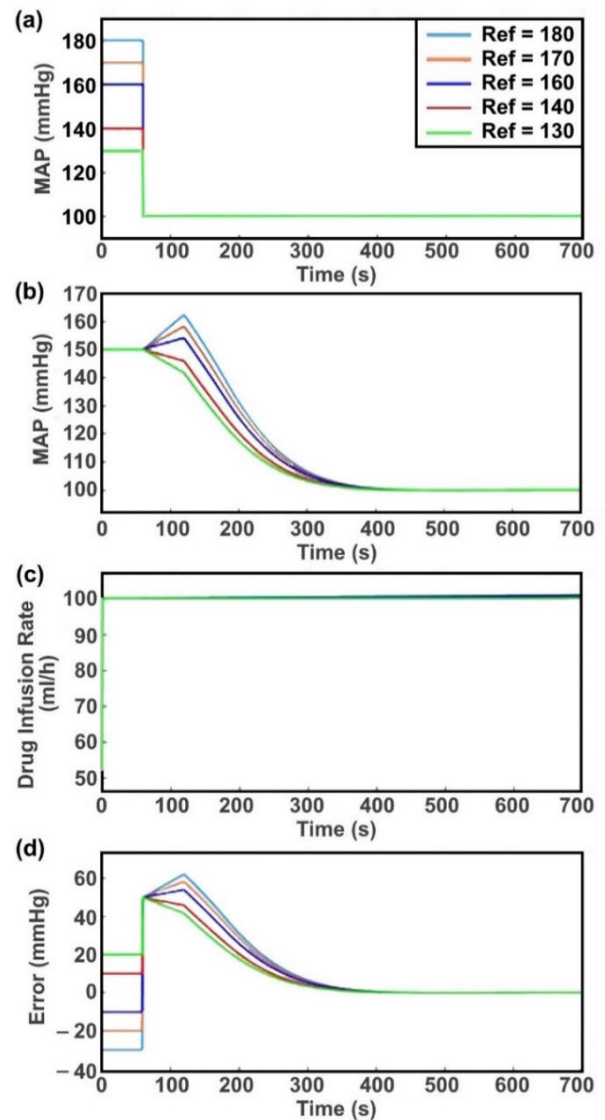 (a)
MAP (mmHg)
180
160
140
120
100
Ref = 180
Ref = 170
Ref = 160
Ref = 140
Ref = 130
0 100 200 300 400 500 600 700
Time (s)
(b)
MAP (mmHg)
170
160
150
140
130
120
110
100
0 100 200 300 400 500 600 700
Time (s)
(c)
Drug Infusion Rate
(ml/h)
100
90
80
70
60
50
0 100 200 300 400 500 600 700
Time (s)
(d)
Error (mmHg)
60
40
20
0
−20
−40
0 100 200 300 400 500 600 700
Time (s)